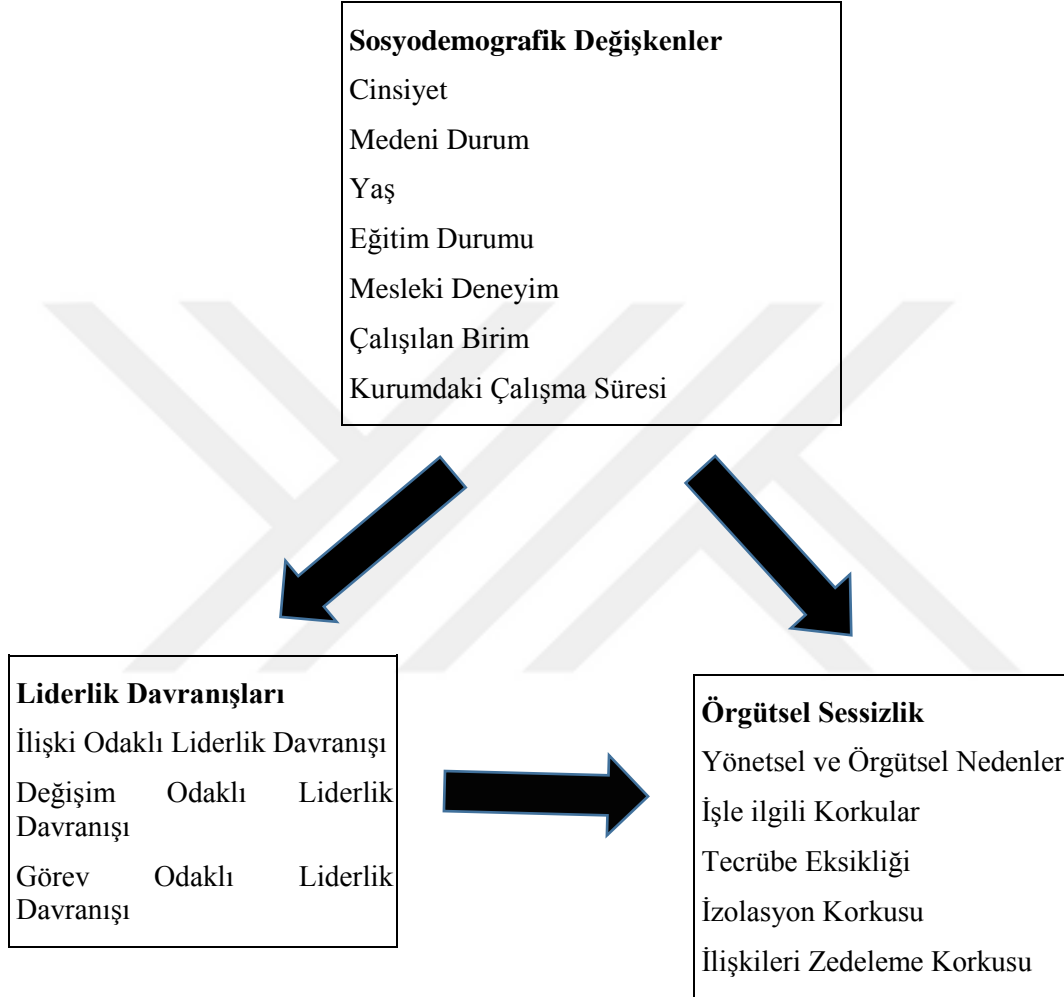 Sosyodemografik Değişkenler
Cinsiyet
Medeni Durum
Yaş
Eğitim Durumu
Mesleki Deneyim
Çalışılan Birim
Kurumdaki Çalışma Süresi
Liderlik Davranışları
İlişki Odaklı Liderlik Davranışı
Değişim Odaklı Liderlik
Davranışı
Görev Odaklı Liderlik
Davranışı
Örgütsel Sessizlik
Yönetsel ve Örgütsel Nedenler
İşle ilgili Korkular
Tecrübe Eksikliği
İzolasyon Korkusu
İlişkileri Zedeleme Korkusu